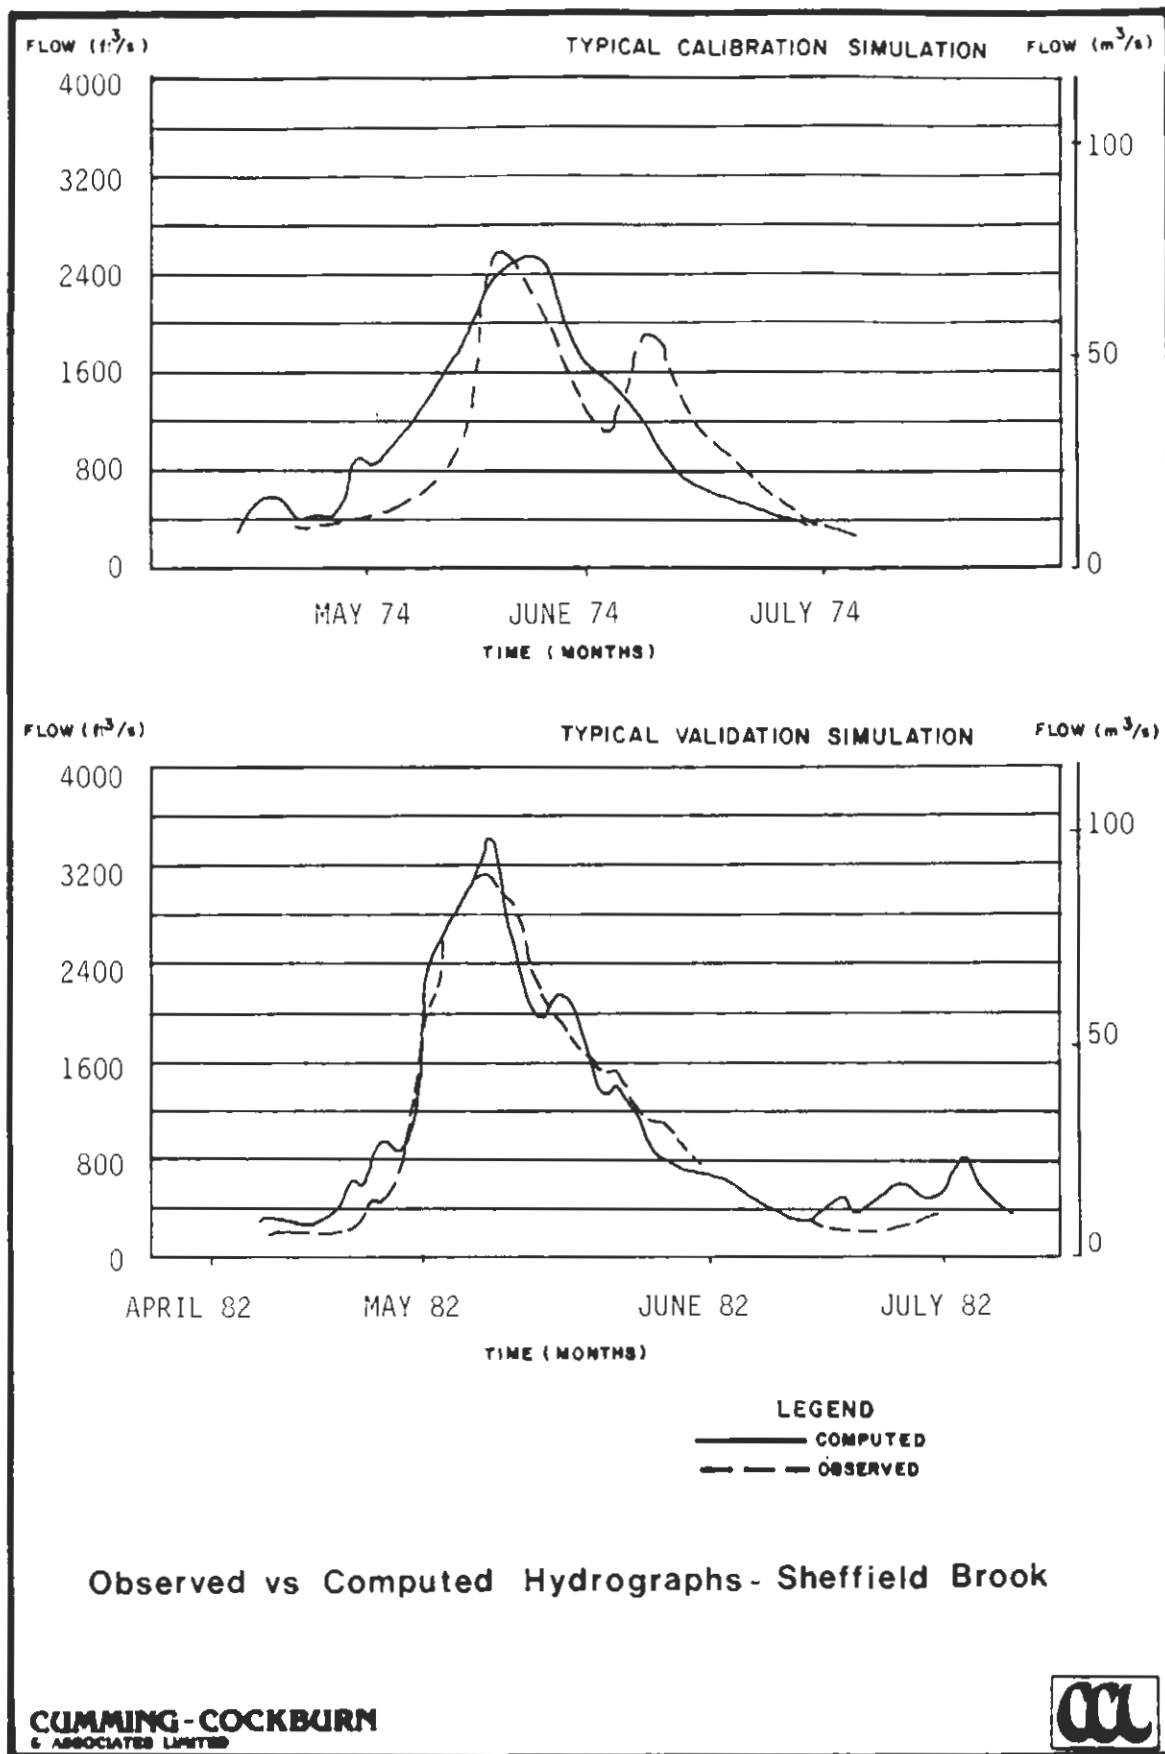 FLOW (ft³/s) TYPICAL CALIBRATION SIMULATION FLOW (m³/s)
4000
100
3200
2400
50
1600
800
0 0
MAY 74 JUNE 74 JULY 74
TIME (MONTHS)
FLOW (ft³/s) TYPICAL VALIDATION SIMULATION FLOW (m³/s)
4000
100
3200
2400
50
1600
800
0 0
APRIL 82 MAY 82 JUNE 82 JULY 82
TIME (MONTHS)
LEGEND
COMPUTED
OBSERVED
Observed vs Computed Hydrographs - Sheffield Brook
CUMMING-COCKBURN
& ASSOCIATES LIMITED
CCL